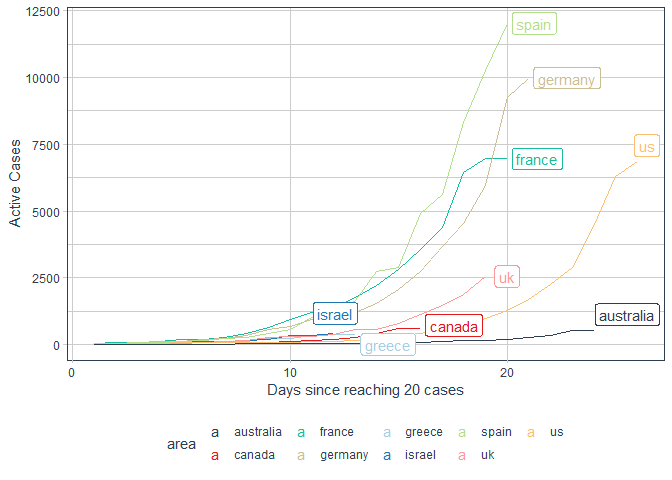 12500
spain
10000
germany
us
7500
france
Active Cases
5000
2500
uk
israel
australia
canada
greece
0
0 10 20
Days since reaching 20 cases
area
a australia a france a greece a spain a us
a canada a germany a israel a uk